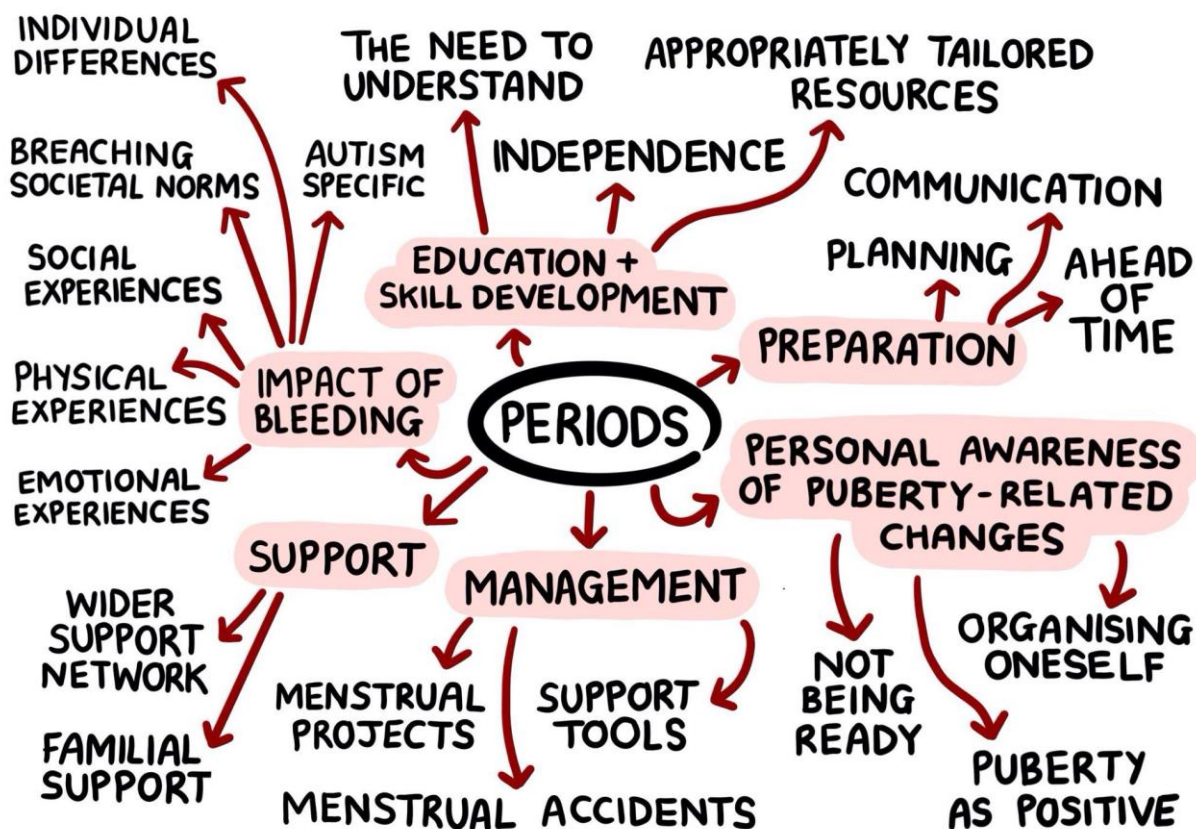 INDIVIDUAL
DIFFERENCES
BREACHING
SOCIETAL NORMS
AUTISM
SPECIFIC
SOCIAL
EXPERIENCES
PHYSICAL
EXPERIENCES
EMOTIONAL
EXPERIENCES
IMPACT OF
BLEEDING
THE NEED TO
UNDERSTAND
INDEPENDENCE
APPROPRIATELY TAILORED
RESOURCES
EDUCATION +
SKILL DEVELOPMENT
COMMUNICATION
PLANNING
AHEAD
OF
TIME
PREPARATION
PERIODS
PERSONAL AWARENESS
OF PUBERTY-RELATED
CHANGES
NOT
BEING
READY
ORGANISING
ONESELF
PUBERTY
AS POSITIVE
SUPPORT
WIDER
SUPPORT
NETWORK
FAMILIAL
SUPPORT
MANAGEMENT
MENSTRUAL
PROJECTS
SUPPORT
TOOLS
MENSTRUAL ACCIDENTS